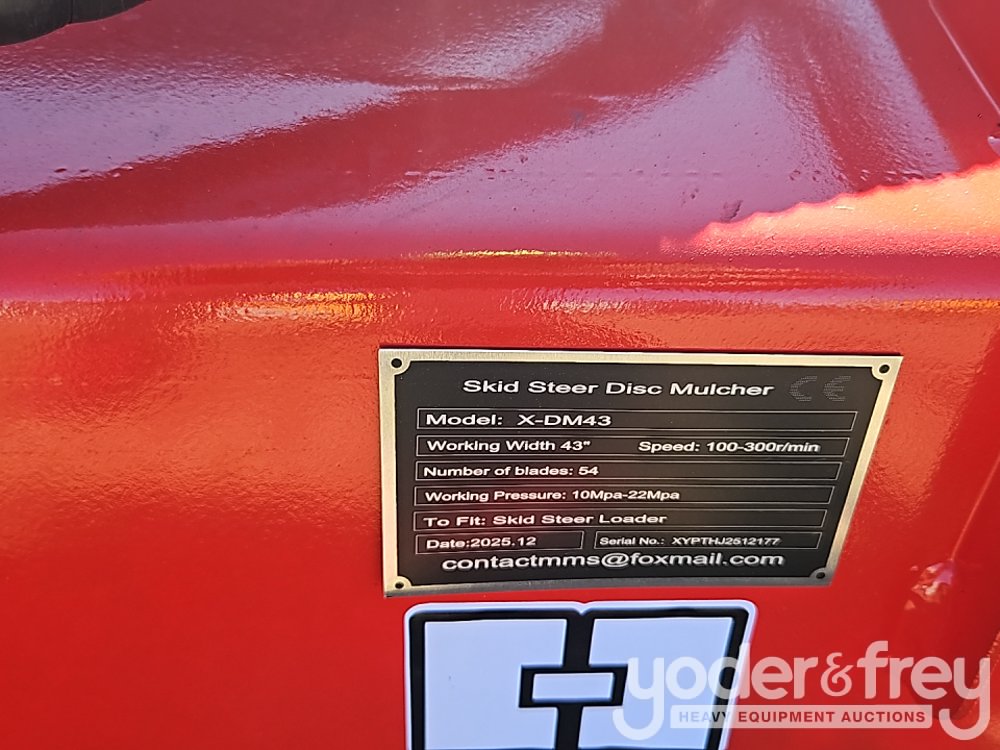 Skid Steer Disc Mulcher CE
Model: X-DM43
Working Width 43" Speed: 100-300r/min
Number of blades: 54
Working Pressure: 10Mpa-22Mpa
To Fit: Skid Steer Loader
Date:2025.12 Serial No.: XYPTHJ2512177
contactmms@foxmail.com
yoder&frey
HEAVY EQUIPMENT AUCTIONS